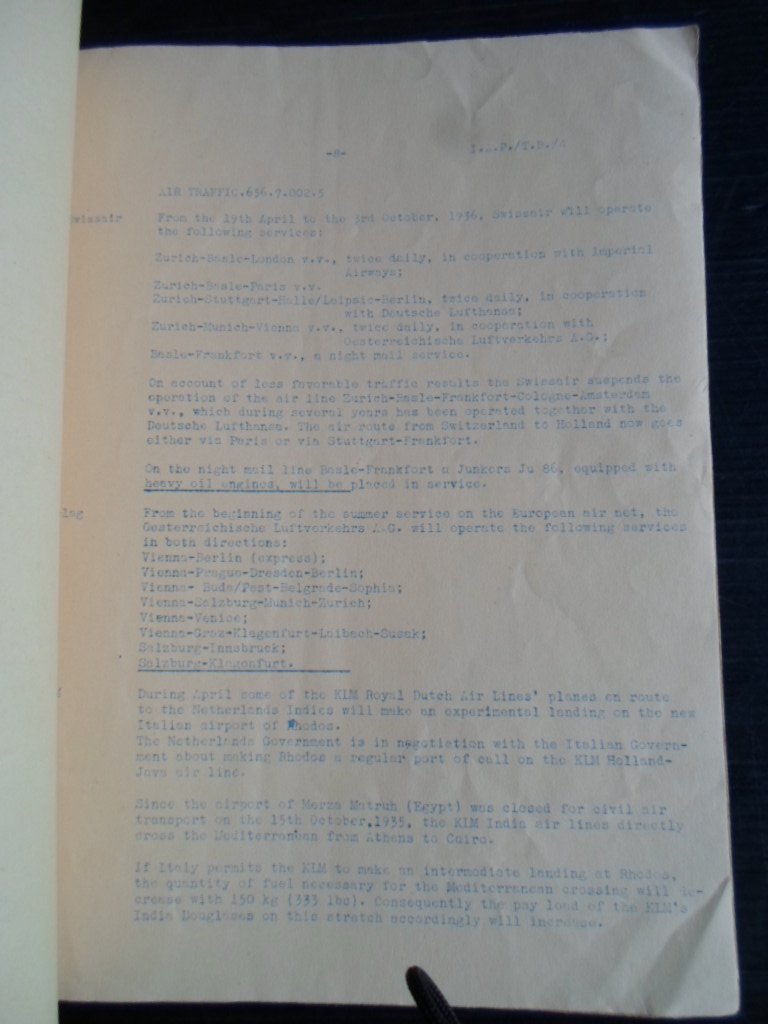 -8-
AIR TRAFFIC.656.7.002.5
Swissair From the 19th April to the 3rd October, 1936, Swissair will operate
the following services:
Zurich-Basle-London v.v., twice daily, in cooperation with Imperial
Airways;
Zurich-Basle-Paris v.v.
Zurich-Stuttgart-Halle/Leipsic-Berlin, twice daily, in cooperation
with Deutsche Lufthansa;
Zurich-Munich-Vienna v.v., twice daily, in cooperation with
Oesterreichische Luftverkehrs A.G.;
Basle-Frankfort v.v., a night mail service.
On account of less favorable traffic results the Swissair suspends the
operation of the air line Zurich-Basle-Frankfort-Cologne-Amsterdam
v.v., which during several years has been operated together with the
Deutsche Lufthansa. The air route from Switzerland to Holland now goes
either via Paris or via Stuttgart-Frankfort.
On the night mail line Basle-Frankfort a Junkers Ju 86, equipped with
heavy oil engines, will be placed in service.
lag From the beginning of the summer service on the European air net, the
Oesterreichische Luftverkehrs A.G. will operate the following services
in both directions:
Vienna-Berlin (express);
Vienna-Prague-Dresden-Berlin;
Vienna- Buda/Pest-Belgrade-Sophia;
Vienna-Salzburg-Munich-Zurich;
Vienna-Venice;
Vienna-Graz-Klagenfurt-Laibach-Susak;
Salzburg-Innsbruck;
Salzburg-Klagenfurt.
During April some of the KLM Royal Dutch Air Lines' planes en route
to the Netherlands Indies will make an experimental landing on the new
Italian airport of Rhodos.
The Netherlands Government is in negotiation with the Italian Govern-
ment about making Rhodos a regular port of call on the KLM Holland-
Java air line.
Since the airport of Merza Matruh (Egypt) was closed for civil air
transport on the 15th October,1935, the KLM India air lines directly
cross the Mediterranean from Athens to Cairo.
If Italy permits the KLM to make an intermediate landing at Rhodos,
the quantity of fuel necessary for the Mediterranean crossing will de-
crease with 150 kg (333 lbs). Consequently the pay load of the KLM's
India Douglases on this stretch accordingly will increase.